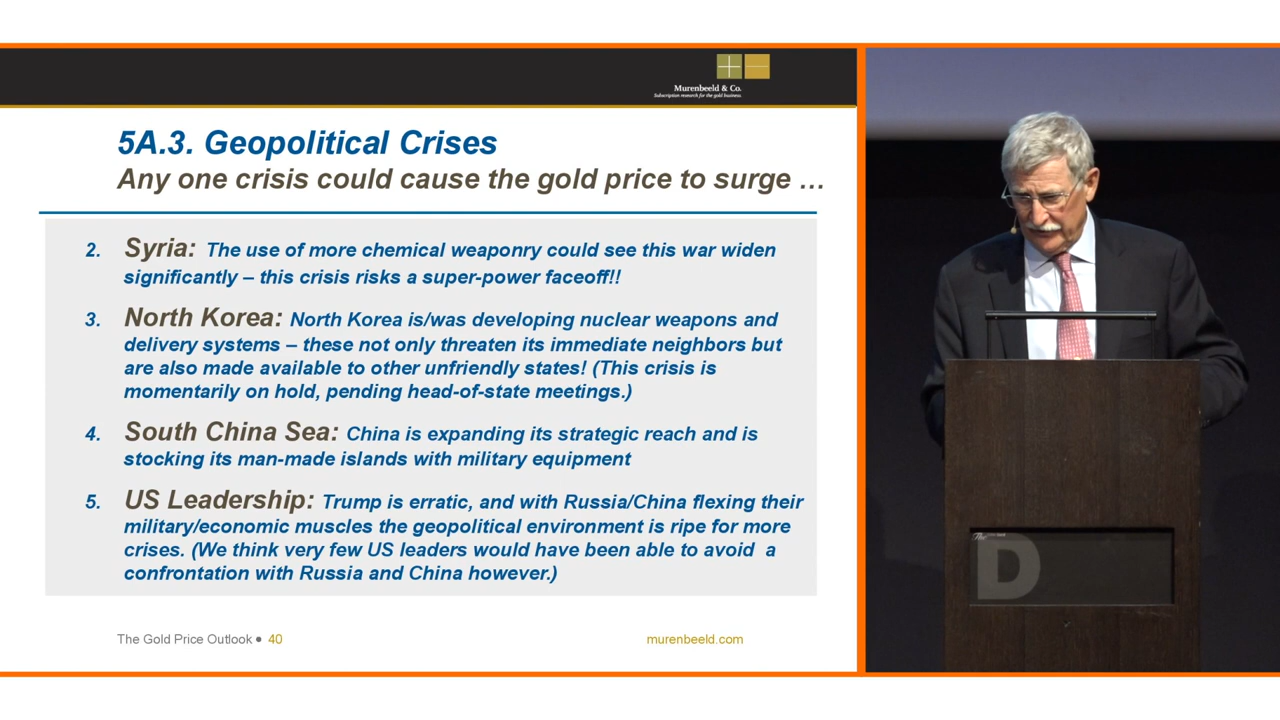 Murenbeeld & Co.
Subscription research for the gold business.
5A.3. Geopolitical Crises
Any one crisis could cause the gold price to surge …
2. Syria: The use of more chemical weaponry could see this war widen
significantly – this crisis risks a super-power faceoff!!
3. North Korea: North Korea is/was developing nuclear weapons and
delivery systems – these not only threaten its immediate neighbors but
are also made available to other unfriendly states! (This crisis is
momentarily on hold, pending head-of-state meetings.)
4. South China Sea: China is expanding its strategic reach and is
stocking its man-made islands with military equipment
5. US Leadership: Trump is erratic, and with Russia/China flexing their
military/economic muscles the geopolitical environment is ripe for more
crises. (We think very few US leaders would have been able to avoid a
confrontation with Russia and China however.)
The Gold Price Outlook • 40
murenbeeld.com
The
D